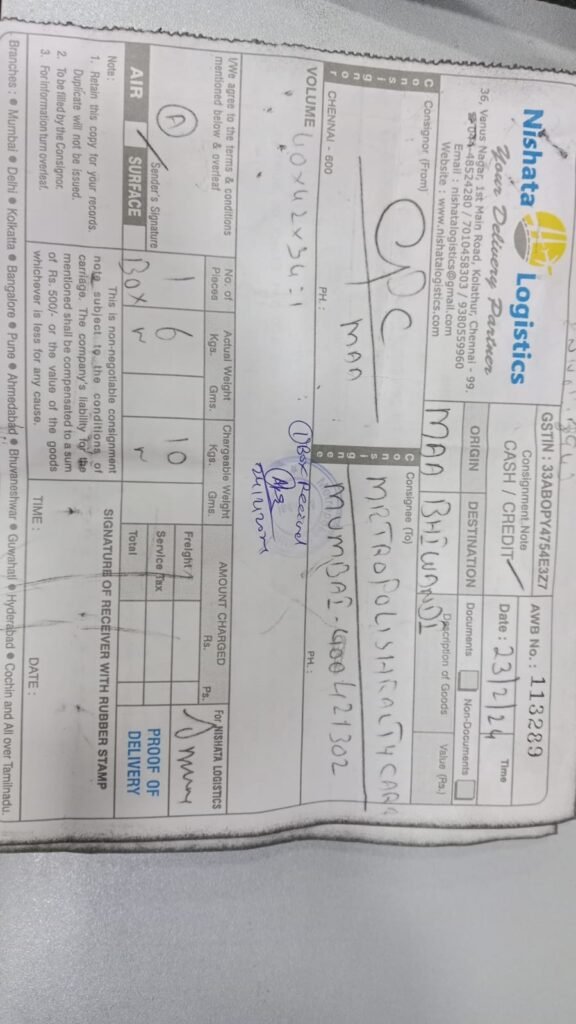 Nishata Logistics
Your Delivery Partner
36, Venus Nagar, 1st Main Road, Kolathur, Chennai - 99.
48524280 / 7010458303 / 9380559960
Email : nishatalogistics@gmail.com
Website : www.nishatalogistics.com
GSTIN : 33ABOPY4754E3Z7
Consignment Note
CASH / CREDIT
AWB No. : 113289
Date : 23/2/24
Time
ORIGIN
DESTINATION
MAA BHIWANDI
Documents
Non-Documents
Description of Goods
Value (Rs.)
Consignor
Consignor (From)
CPC
MAA
CHENNAI - 600
PH. :
Consignee
Consignee (To)
METROPOLIS HEALTHCARE
MUMBAI - 400421302
PH. :
VOLUME 40x42x34:1
1 Box Received
I/We agree to the terms & conditions
mentioned below & overleaf
A
Sender's Signature
AIR
SURFACE
No. of Pieces
Actual Weight
Kgs.
Gms.
Chargeable Weight
Kgs.
Gms.
Box
6
10
AMOUNT CHARGED
Rs.
Ps.
Freight
Service Tax
Total
For NISHATA LOGISTICS
PROOF OF
DELIVERY
Note:
1. Retain this copy for your records.
Duplicate will not be issued.
2. To be filled by the Consignor.
3. For information turn overleaf.
This is non-negotiable consignment
note subject to the conditions of
carriage. The company's liability for the
mentioned shall be compensated to a sum
of Rs. 500/- or the value of the goods
whichever is less for any cause.
SIGNATURE OF RECEIVER WITH RUBBER STAMP
TIME :
DATE :
Branches : ● Mumbai ● Delhi ● Kolkatta ● Bangalore ● Pune ● Ahmedabad ● Bhuvaneshwar ● Guwahati ● Hyderabad ● Cochin and All over Tamilnadu.